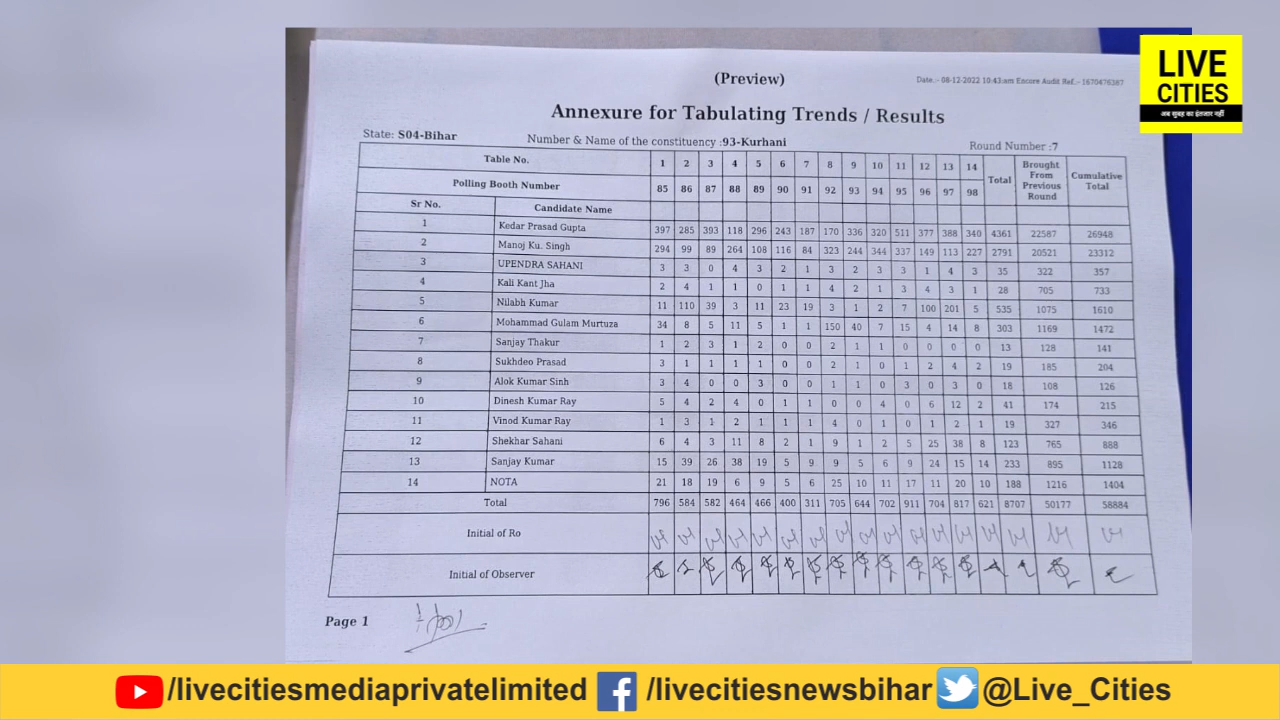 LIVE
CITIES
अब सुबह का इंतजार नहीं
(Preview)
Date:- 08-12-2022 10:43:am Encore Audit Ref.- 1670476387
Annexure for Tabulating Trends / Results
State: S04-Bihar Number & Name of the constituency :93-Kurhani Round Number :7
Table No. 1 2 3 4 5 6 7 8 9 10 11 12 13 14 Total Brought From Previous Round Cumulative Total
Polling Booth Number 85 86 87 88 89 90 91 92 93 94 95 96 97 98
Sr No. Candidate Name
1 Kedar Prasad Gupta 397 285 393 118 296 243 187 170 336 320 511 377 388 340 4361 22587 26948
2 Manoj Ku. Singh 294 99 89 264 108 116 84 323 244 344 337 149 113 227 2791 20521 23312
3 UPENDRA SAHANI 3 3 0 4 3 2 1 3 2 3 3 1 4 3 35 322 357
4 Kali Kant Jha 2 4 1 1 0 1 1 4 2 1 3 4 3 1 28 705 733
5 Nilabh Kumar 11 110 39 3 11 23 19 3 1 2 7 100 201 5 535 1075 1610
6 Mohammad Gulam Murtuza 34 8 5 11 5 1 1 150 40 7 15 4 14 8 303 1169 1472
7 Sanjay Thakur 1 2 3 1 2 0 0 2 1 1 0 0 0 0 13 128 141
8 Sukhdeo Prasad 3 1 1 1 1 0 0 2 1 0 1 2 4 2 19 185 204
9 Alok Kumar Sinh 3 4 0 0 3 0 0 1 1 0 3 0 3 0 18 108 126
10 Dinesh Kumar Ray 5 4 2 4 0 1 1 0 0 4 0 6 12 2 41 174 215
11 Vinod Kumar Ray 1 3 1 2 1 1 1 4 0 1 0 1 2 1 19 327 346
12 Shekhar Sahani 6 4 3 11 8 2 1 9 1 2 5 25 38 8 123 765 888
13 Sanjay Kumar 15 39 26 38 19 5 9 9 5 6 9 24 15 14 233 895 1128
14 NOTA 21 18 19 6 9 5 6 25 10 11 17 11 20 10 188 1216 1404
Total 796 584 582 464 466 400 311 705 644 702 911 704 817 621 8707 50177 58884
Initial of Ro
Initial of Observer
Page 1
/livecitiesmediaprivatelimited /livecitiesnewsbihar @Live_Cities